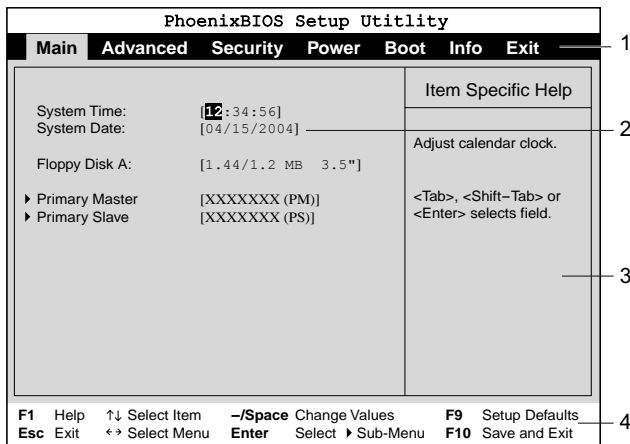 PhoenixBIOS Setup Utitlity
Main Advanced Security Power Boot Info Exit 1
Item Specific Help
System Time: [12:34:56]
System Date: [04/15/2004] 2
Adjust calendar clock.
Floppy Disk A: [1.44/1.2 MB 3.5"]
▶ Primary Master [XXXXXXX (PM)] <Tab>, <Shift-Tab> or
▶ Primary Slave [XXXXXXX (PS)] <Enter> selects field.
3
F1 Help ↑↓ Select Item –/Space Change Values F9 Setup Defaults 4
Esc Exit ←→ Select Menu Enter Select ▶ Sub-Menu F10 Save and Exit